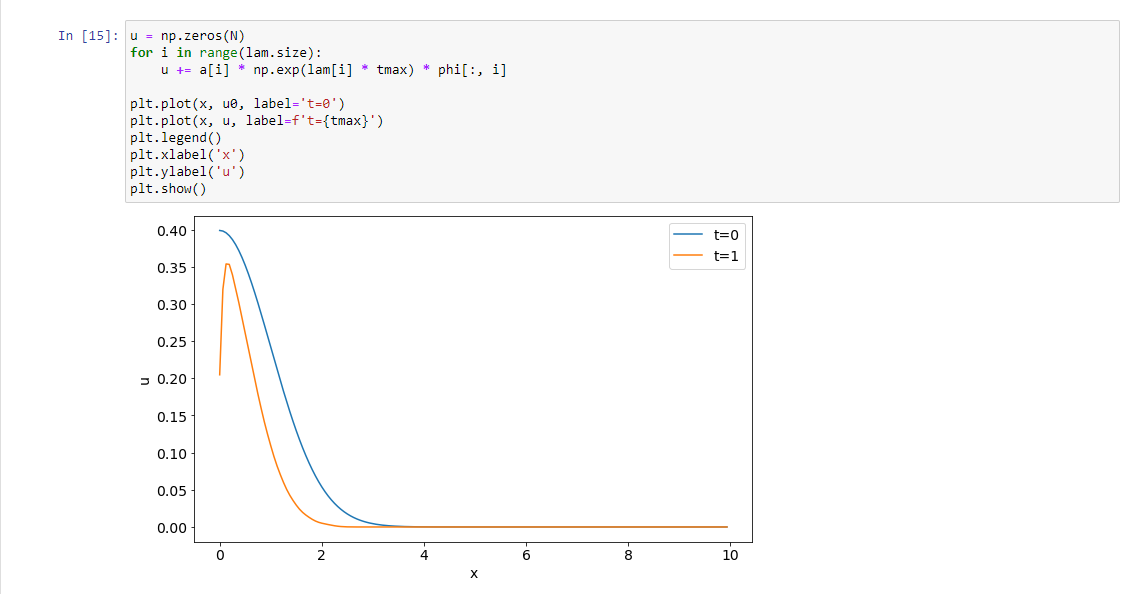 In [15]: u = np.zeros(N)
for i in range(lam.size):
    u += a[i] * np.exp(lam[i] * tmax) * phi[:, i]
plt.plot(x, u0, label='t=0')
plt.plot(x, u, label=f't={tmax}')
plt.legend()
plt.xlabel('x')
plt.ylabel('u')
plt.show()
0.40
0.35
0.30
0.25
0.20
0.15
0.10
0.05
0.00
u
t=0
t=1
0 2 4 6 8 10
x